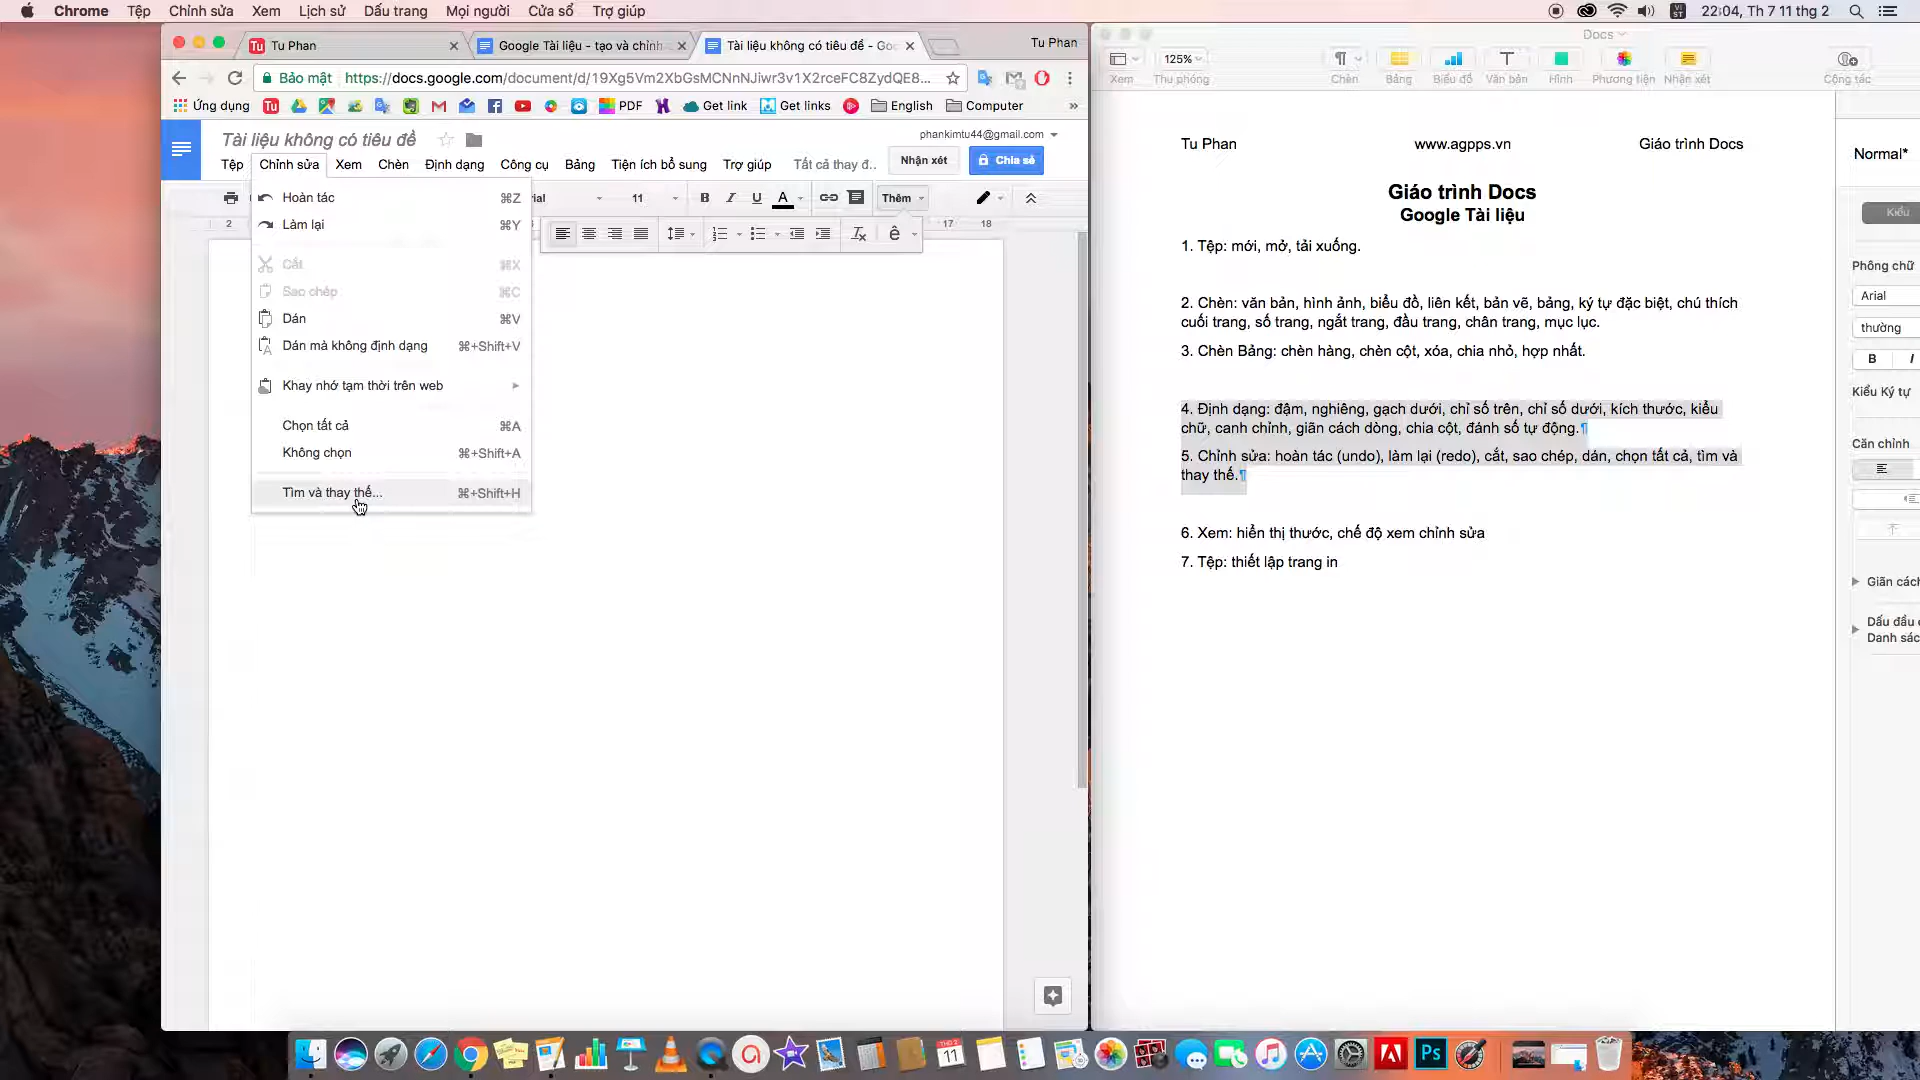 Chrome Tệp Chỉnh sửa Xem Lịch sử Dấu trang Mọi người Cửa sổ Trợ giúp 22:04, Th 7 11 thg 2
Tu Phan Google Tài liệu - tạo và chỉnh Tài liệu không có tiêu đề - Goo Tu Phan
Bảo mật https://docs.google.com/document/d/19Xg5Vm2XbGsMCNnNJiwr3v1X2rceFC8ZydQE8...
Ứng dụng PDF Get link Get links English Computer »
Tài liệu không có tiêu đề phankimtu44@gmail.com
Tệp Chỉnh sửa Xem Chèn Định dạng Công cụ Bảng Tiện ích bổ sung Trợ giúp Tất cả thay đ.. Nhận xét Chia sẻ
ial 11 B I U A Thêm
2 17 18
Hoàn tác ⌘Z
Làm lại ⌘Y
Cắt ⌘X
Sao chép ⌘C
Dán ⌘V
Dán mà không định dạng ⌘+Shift+V
Khay nhớ tạm thời trên web
Chọn tất cả ⌘A
Không chọn ⌘+Shift+A
Tìm và thay thế... ⌘+Shift+H
Docs
125%
Xem Thu phóng Chèn Bảng Biểu đồ Văn bản Hình Phương tiện Nhận xét Cộng tác
Tu Phan www.agpps.vn Giáo trình Docs
Giáo trình Docs
Google Tài liệu
1. Tệp: mới, mở, tải xuống.
2. Chèn: văn bản, hình ảnh, biểu đồ, liên kết, bản vẽ, bảng, ký tự đặc biệt, chú thích
cuối trang, số trang, ngắt trang, đầu trang, chân trang, mục lục.
3. Chèn Bảng: chèn hàng, chèn cột, xóa, chia nhỏ, hợp nhất.
4. Định dạng: đậm, nghiêng, gạch dưới, chỉ số trên, chỉ số dưới, kích thước, kiểu
chữ, canh chỉnh, giãn cách dòng, chia cột, đánh số tự động.¶
5. Chỉnh sửa: hoàn tác (undo), làm lại (redo), cắt, sao chép, dán, chọn tất cả, tìm và
thay thế.¶
6. Xem: hiển thị thước, chế độ xem chỉnh sửa
7. Tệp: thiết lập trang in
Normal*
Kiểu
Phông chữ
Arial
thường
B I
Kiểu Ký tự
Căn chỉnh
Giãn cách
Dấu đầu
Danh sác
11
Ps